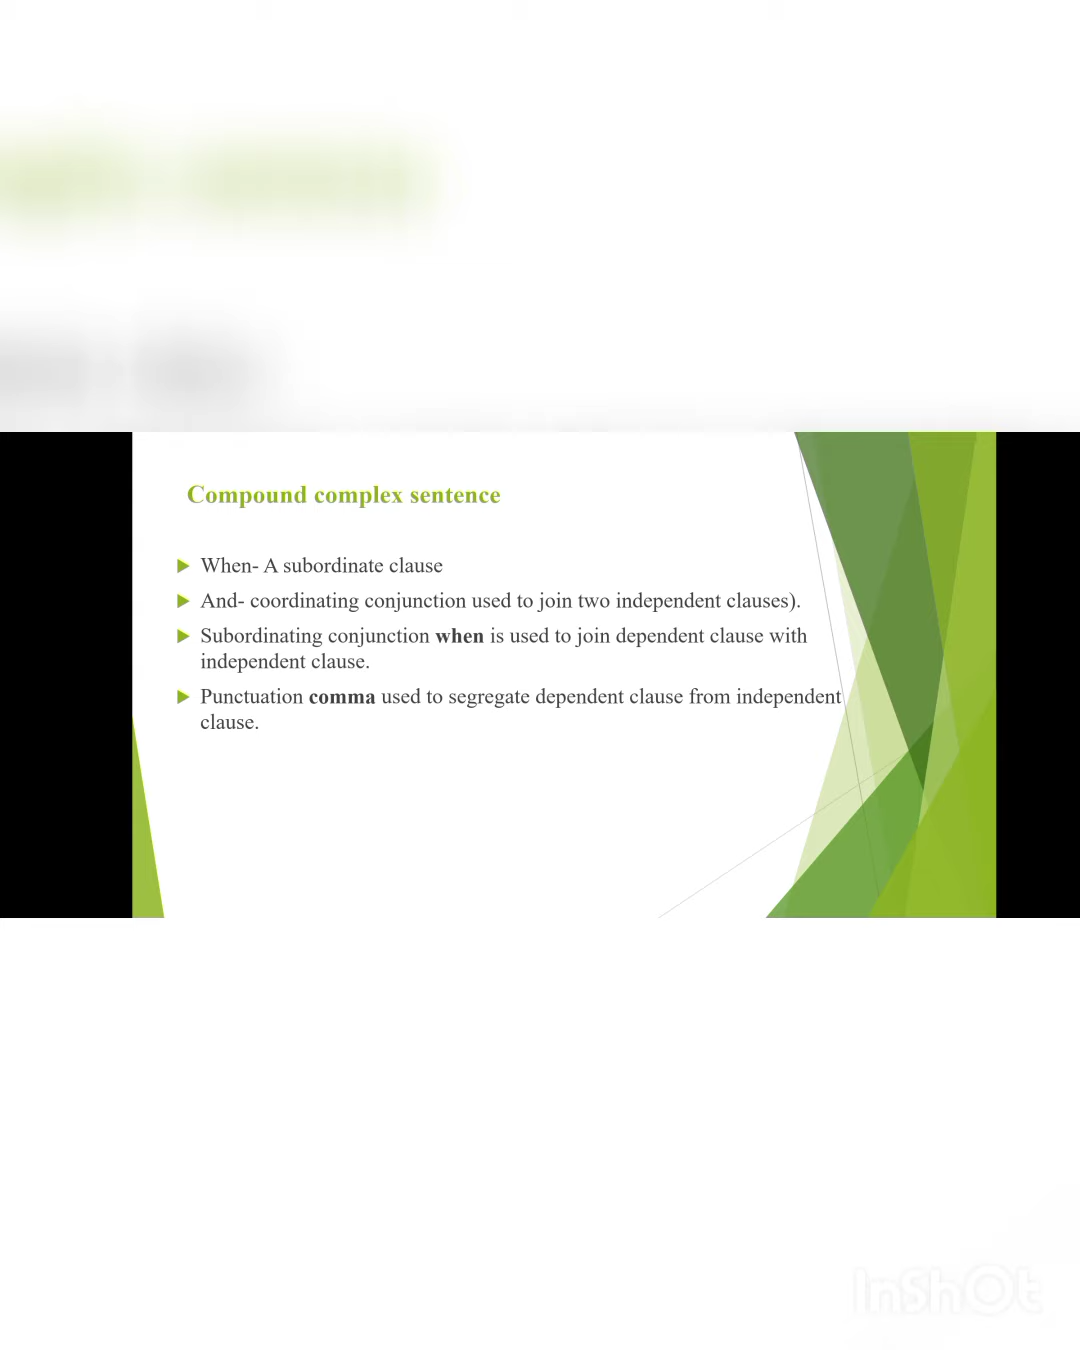 Compound complex sentence
When- A subordinate clause
And- coordinating conjunction used to join two independent clauses).
Subordinating conjunction when is used to join dependent clause with
independent clause.
Punctuation comma used to segregate dependent clause from independent
clause.
InShOt